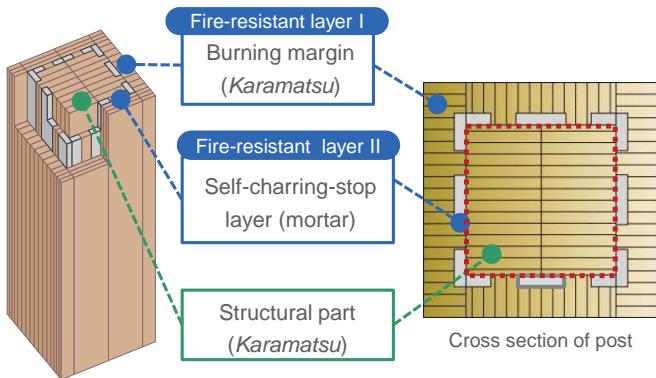 Fire-resistant layer I
Burning margin
(Karamatsu)
Fire-resistant layer II
Self-charring-stop
layer (mortar)
Structural part
(Karamatsu)
Cross section of post